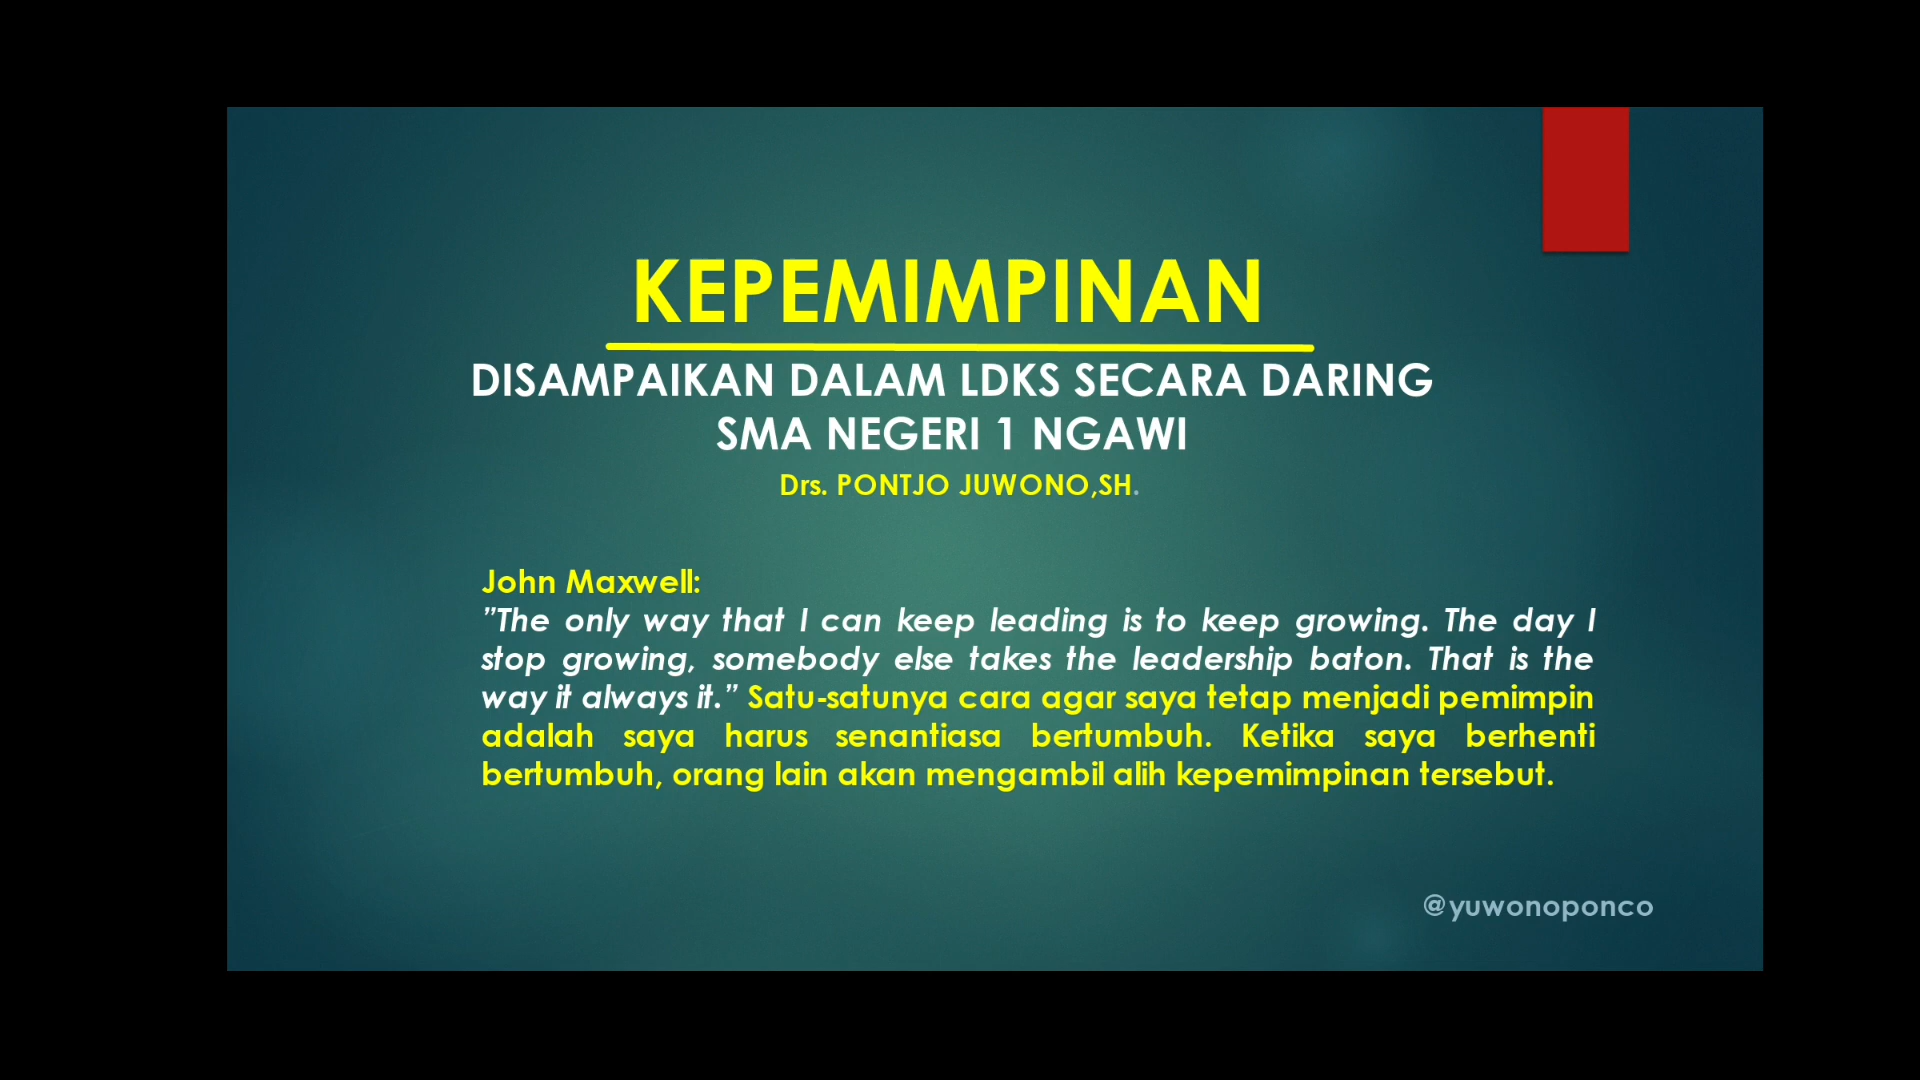 KEPEMIMPINAN
DISAMPAIKAN DALAM LDKS SECARA DARING
SMA NEGERI 1 NGAWI
Drs. PONTJO JUWONO,SH.
John Maxwell:
”The only way that I can keep leading is to keep growing. The day I
stop growing, somebody else takes the leadership baton. That is the
way it always it.” Satu-satunya cara agar saya tetap menjadi pemimpin
adalah saya harus senantiasa bertumbuh. Ketika saya berhenti
bertumbuh, orang lain akan mengambil alih kepemimpinan tersebut.
@yuwonoponco